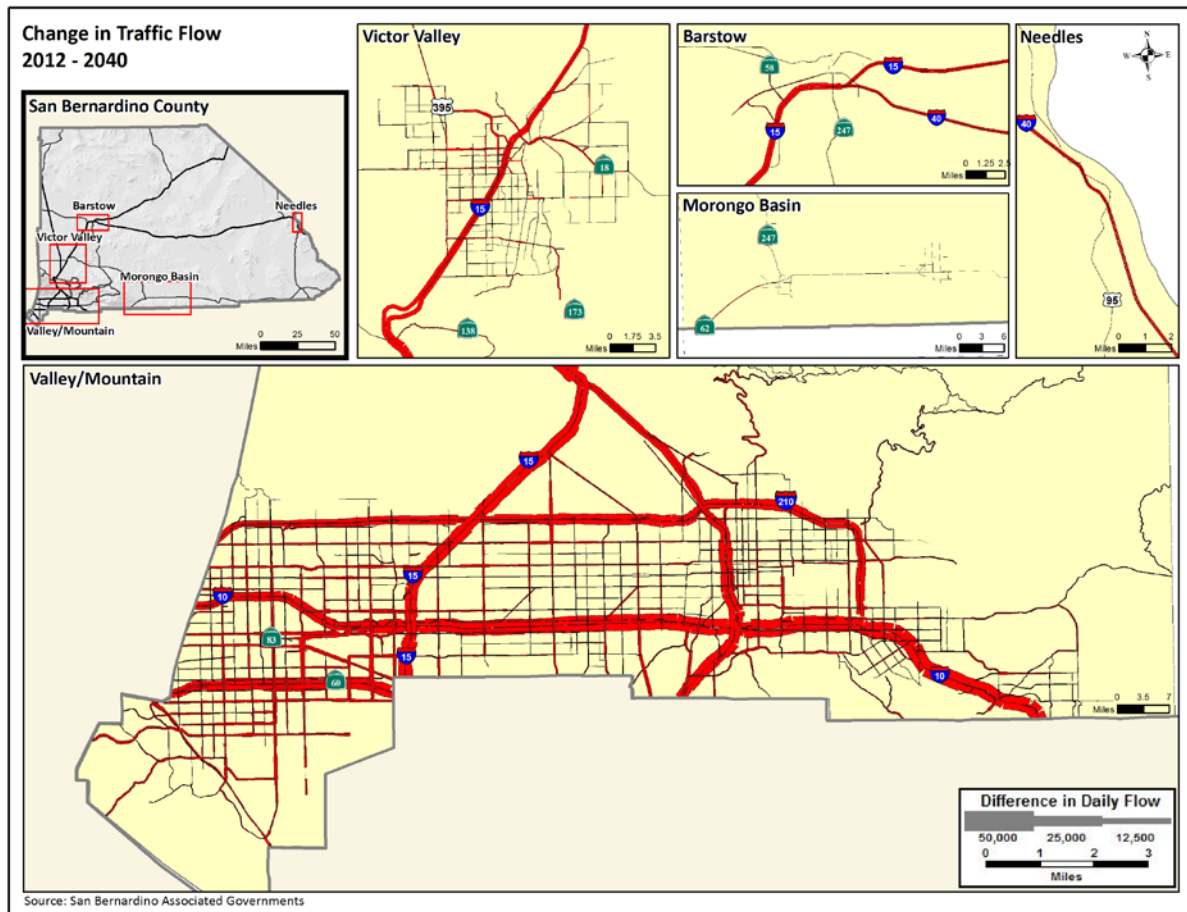 Change in Traffic Flow
2012 - 2040
San Bernardino County
Barstow
Needles
Victor Valley
Morongo Basin
Valley/Mountain
0 25 50
Miles
Victor Valley
395
18
15
138
173
0 1.75 3.5
Miles
Barstow
58
15
247
40
15
0 1.25 2.5
Miles
Morongo Basin
247
62
0 3 6
Miles
Needles
N
W E
S
40
95
0 1 2
Miles
Valley/Mountain
15
210
15
10
83
15
60
10
0 3.5 7
Miles
Difference in Daily Flow
50,000 25,000 12,500
0 1 2 3
Miles
Source: San Bernardino Associated Governments